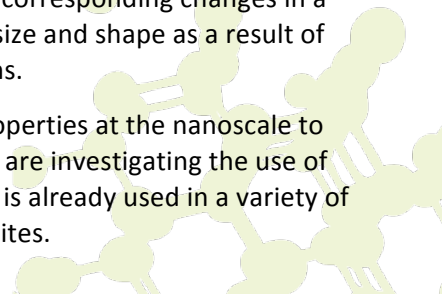 corresponding changes in a
size and shape as a result of
ns.
operties at the nanoscale to
are investigating the use of
is already used in a variety of
ites.